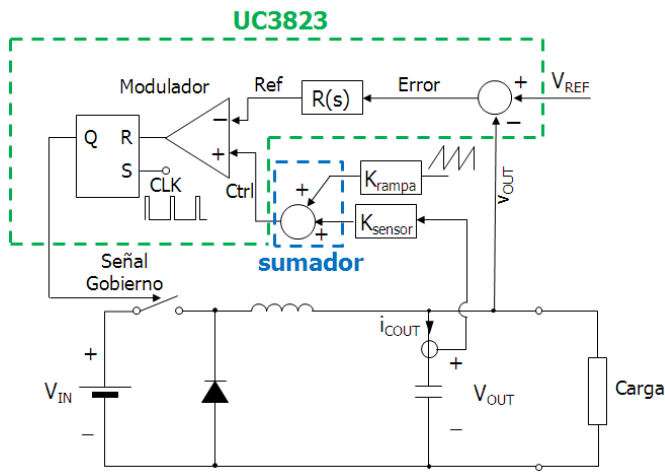 UC3823
Modulador
Ref
R(s)
Error
+
V_REF
−
−
+
Q
R
S
CLK
Ctrl
+
K_rampa
+
K_sensor
sumador
v_OUT
Señal
Gobierno
i_COUT
+
V_IN
−
+
V_OUT
−
Carga